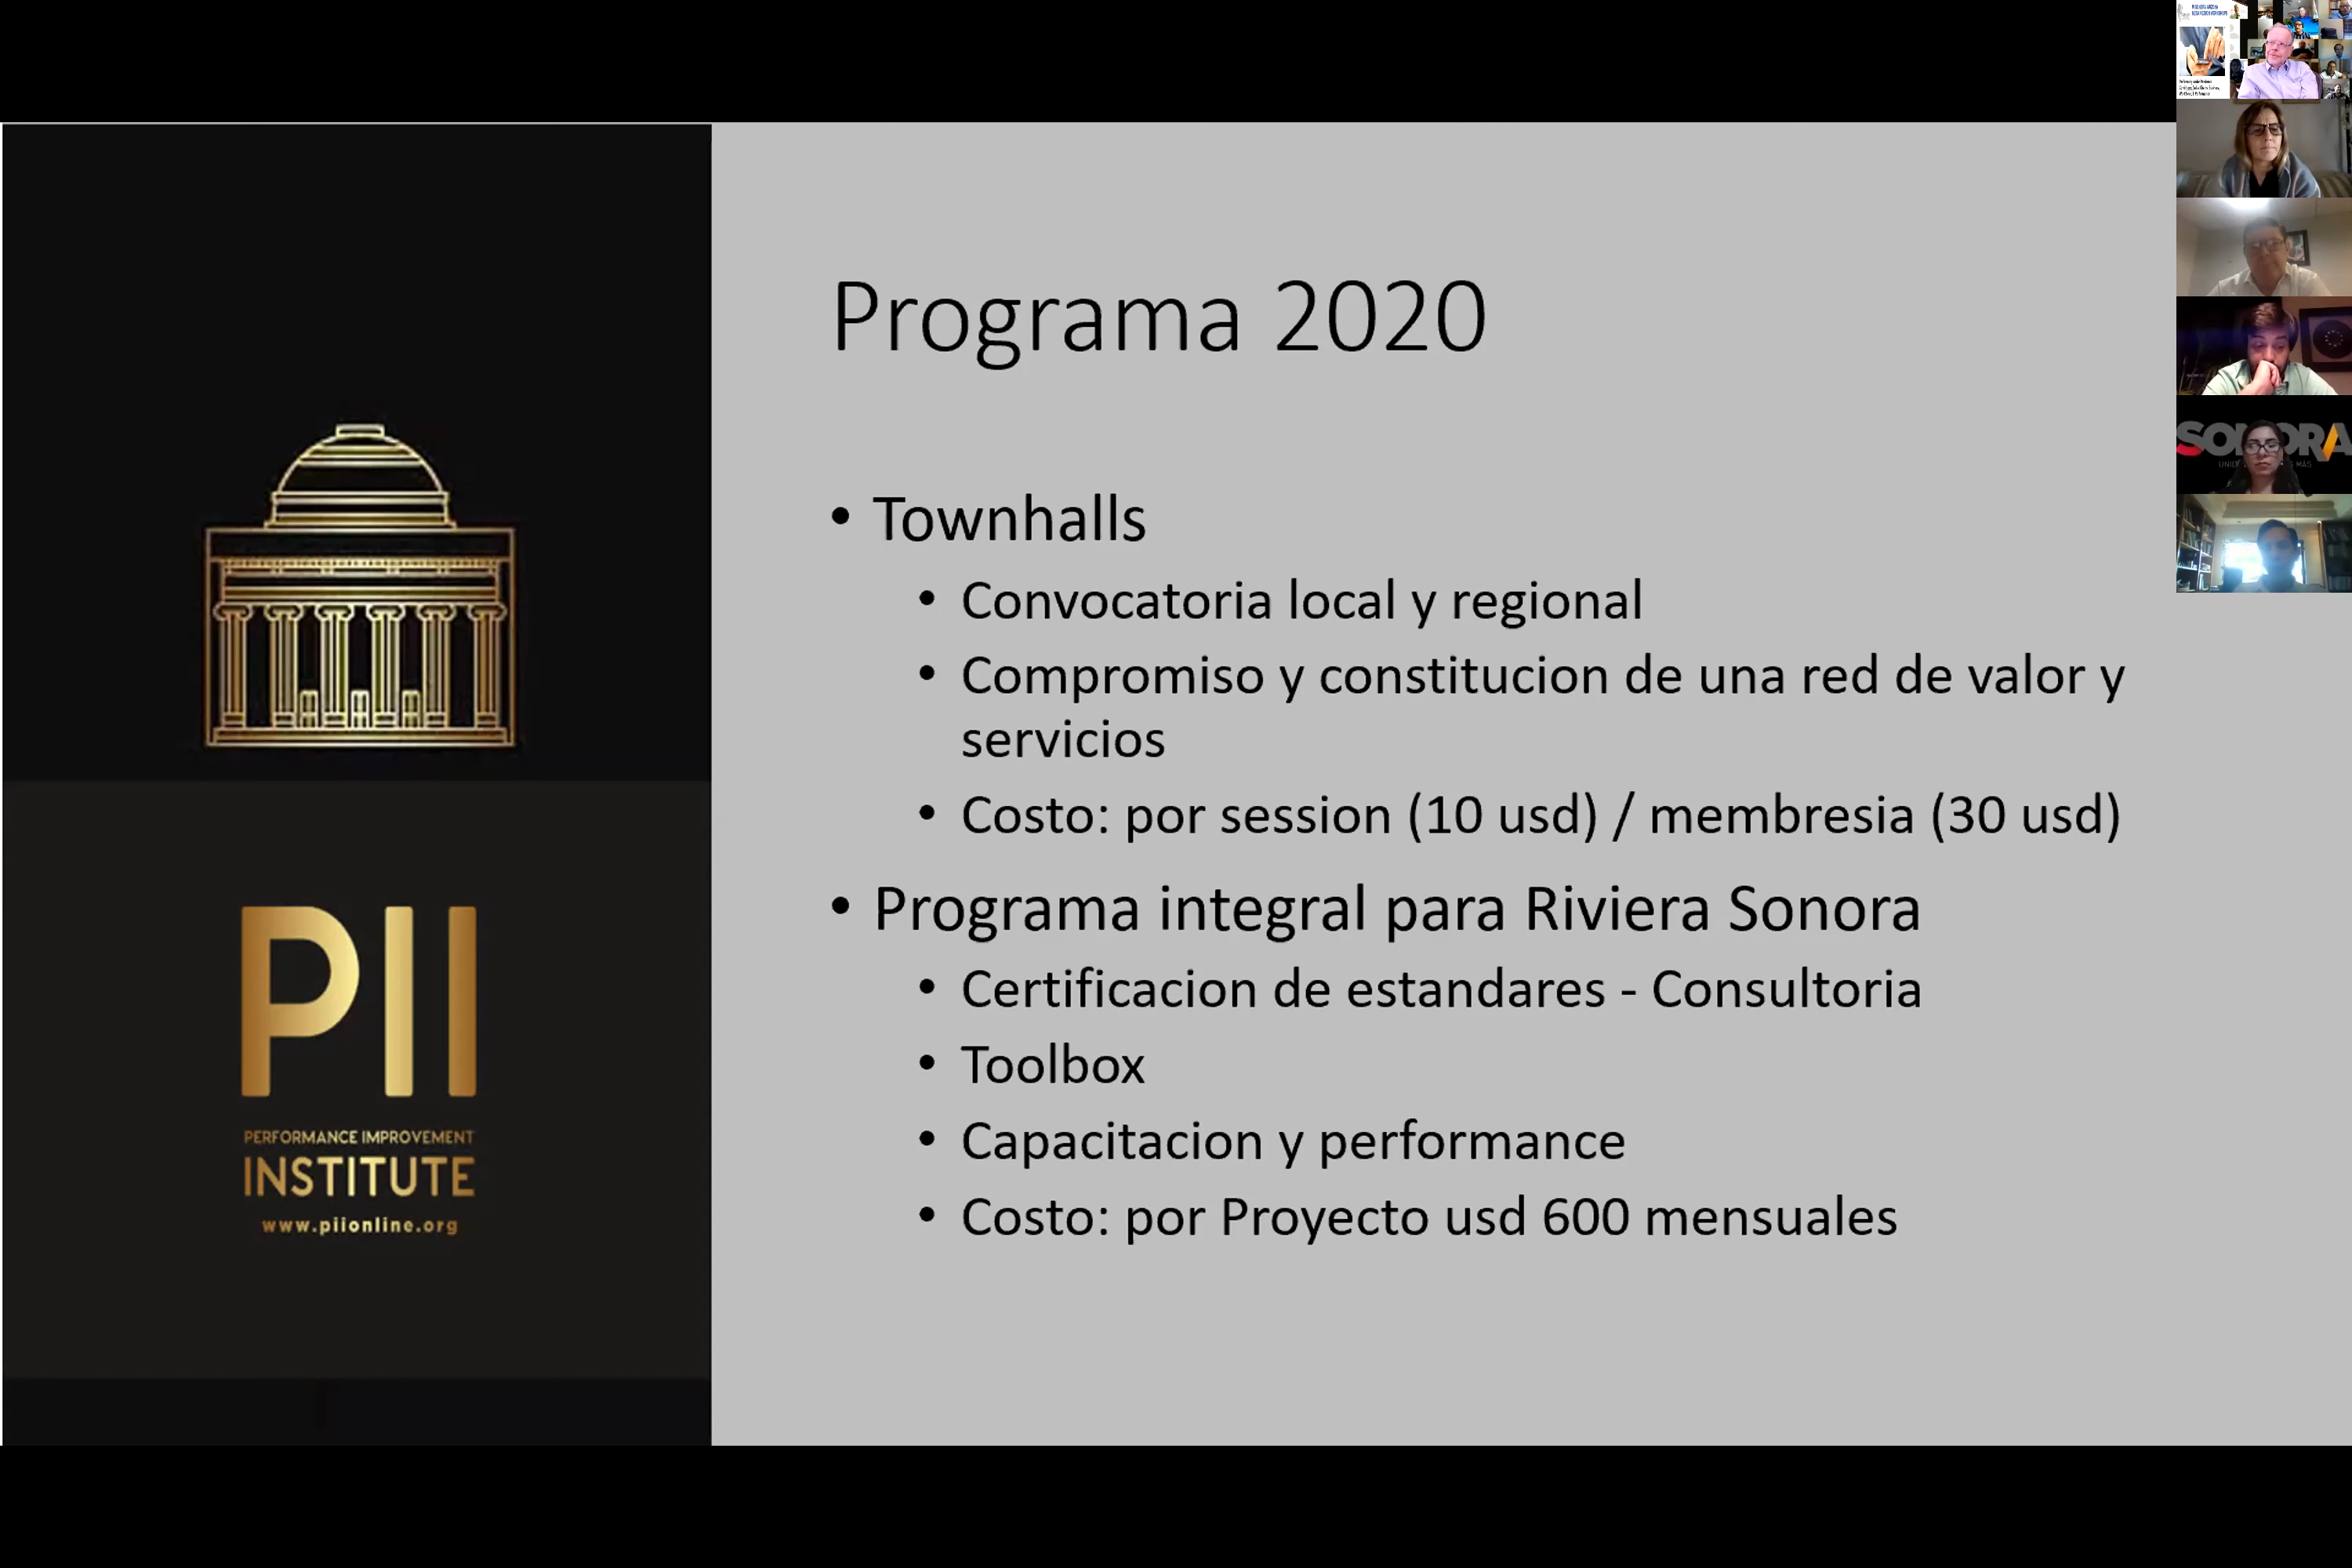 Programa 2020
• Townhalls
• Convocatoria local y regional
• Compromiso y constitucion de una red de valor y
servicios
• Costo: por session (10 usd) / membresia (30 usd)
• Programa integral para Riviera Sonora
• Certificacion de estandares - Consultoria
• Toolbox
• Capacitacion y performance
• Costo: por Proyecto usd 600 mensuales
PII
PERFORMANCE IMPROVEMENT
INSTITUTE
www.piionline.org